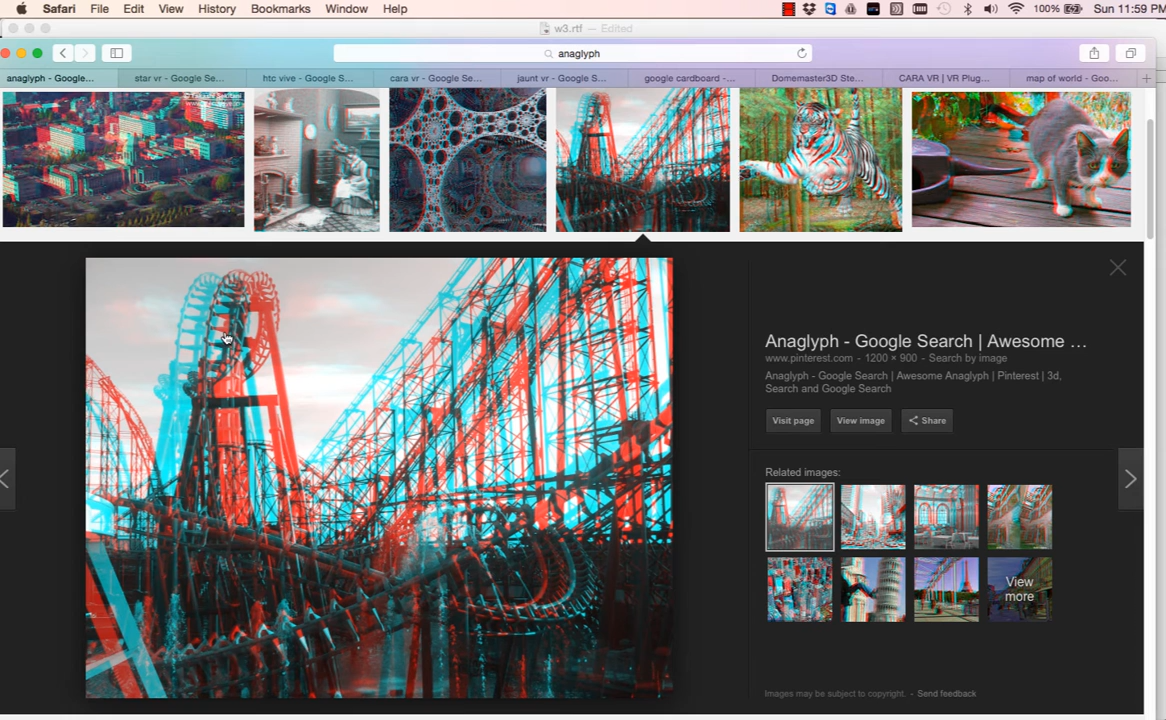 Safari File Edit View History Bookmarks Window Help 100% Sun 11:59 PM
w3.rtf — Edited
anaglyph
anaglyph - Google... star vr - Google Se... htc vive - Google S... cara vr - Google Se... jaunt vr - Google S... google cardboard -... Domemaster3D Ste... CARA VR | VR Plug... map of world - Goo...
Anaglyph - Google Search | Awesome ...
www.pinterest.com - 1200 × 900 - Search by image
Anaglyph - Google Search | Awesome Anaglyph | Pinterest | 3d,
Search and Google Search
Visit page View image Share
Related images:
View
more
Images may be subject to copyright. - Send feedback